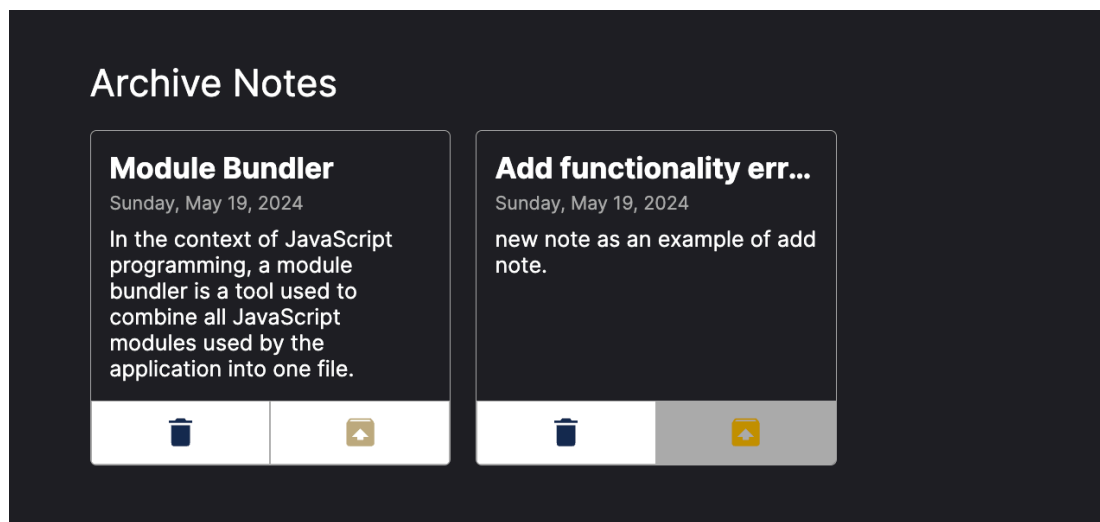 Archive Notes
Module Bundler
Sunday, May 19, 2024
In the context of JavaScript
programming, a module
bundler is a tool used to
combine all JavaScript
modules used by the
application into one file.
Add functionality err...
Sunday, May 19, 2024
new note as an example of add
note.